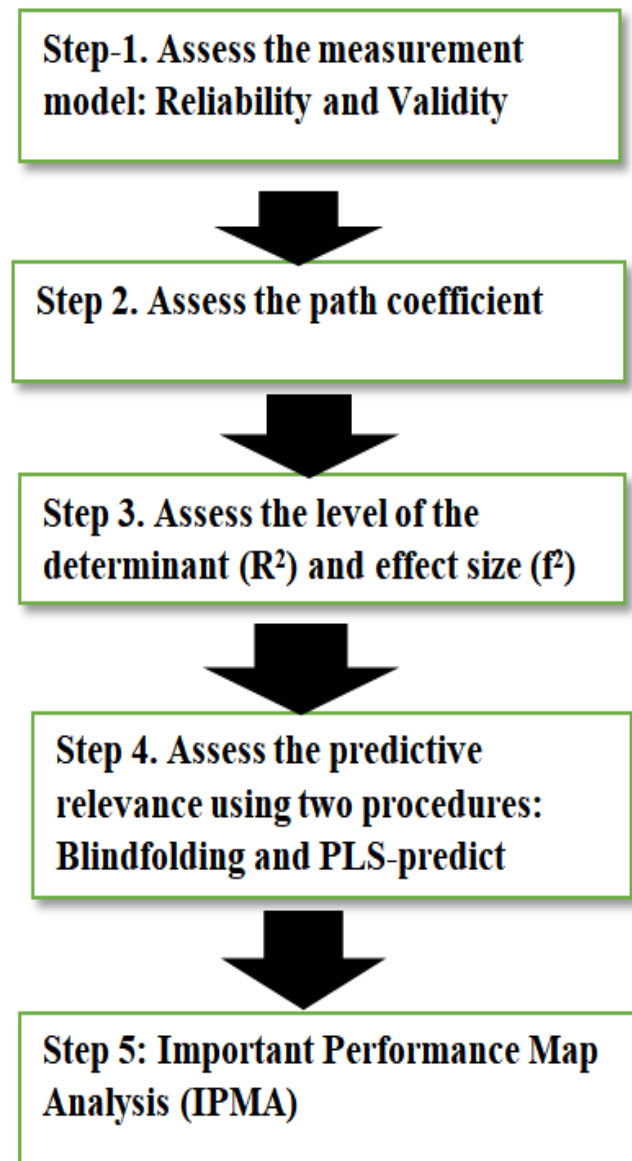 Step-1. Assess the measurement
model: Reliability and Validity
Step 2. Assess the path coefficient
Step 3. Assess the level of the
determinant (R²) and effect size (f²)
Step 4. Assess the predictive
relevance using two procedures:
Blindfolding and PLS-predict
Step 5: Important Performance Map
Analysis (IPMA)